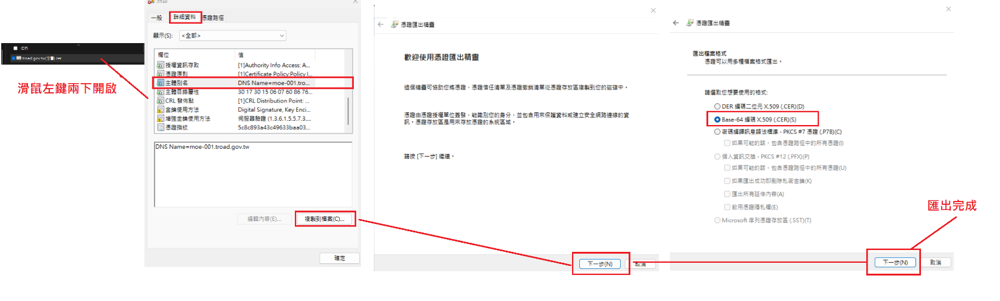 名稱
troad.gov.tw(專屬).cer
滑鼠左鍵兩下開啟
一般
詳細資料
憑證路徑
顯示(S):
<全部>
欄位
值
授權資訊存取
[1]Authority Info Access: A...
憑證原則
[1]Certificate Policy:Policy I...
主體別名
DNS Name=moe-001.tro...
主體目錄屬性
30 17 30 15 06 07 60 86 76...
CRL 發佈點
[1]CRL Distribution Point: ...
金鑰使用方法
Digital Signature, Key Enci...
增強金鑰使用方法
伺服器驗證 (1.3.6.1.5.5.7.3....
憑證指紋
5c8c893a43c49633baa03...
DNS Name=moe-001.troad.gov.tw
編輯內容(E)...
複製到檔案(C)...
確定
憑證匯出精靈
歡迎使用憑證匯出精靈
這個精靈可協助您將憑證、憑證信任清單及憑證撤銷清單從憑證存放區複製到您的磁碟中。
憑證由憑證授權單位簽發，能識別您的身分，並包含用來保護資料或建立安全網路連線的資
訊。憑證存放區是用來存放憑證的系統區域。
請按 [下一步] 繼續。
下一步(N)
取消
憑證匯出精靈
匯出檔案格式
憑證可以用多種檔案格式匯出。
請選取您想要使用的格式:
DER 編碼二位元 X.509 (.CER)(D)
Base-64 編碼 X.509 (.CER)(S)
密碼編譯訊息語法標準 - PKCS #7 憑證 (.P7B)(C)
如果可能的話，包含憑證路徑中的所有憑證(I)
個人資訊交換 - PKCS #12 (.PFX)(P)
如果可能的話，包含憑證路徑中的所有憑證(U)
如果匯出成功即刪除私密金鑰(K)
匯出所有延伸內容(A)
啟用憑證隱私權(E)
Microsoft 序列憑證存放區 (.SST)(T)
匯出完成
下一步(N)
取消